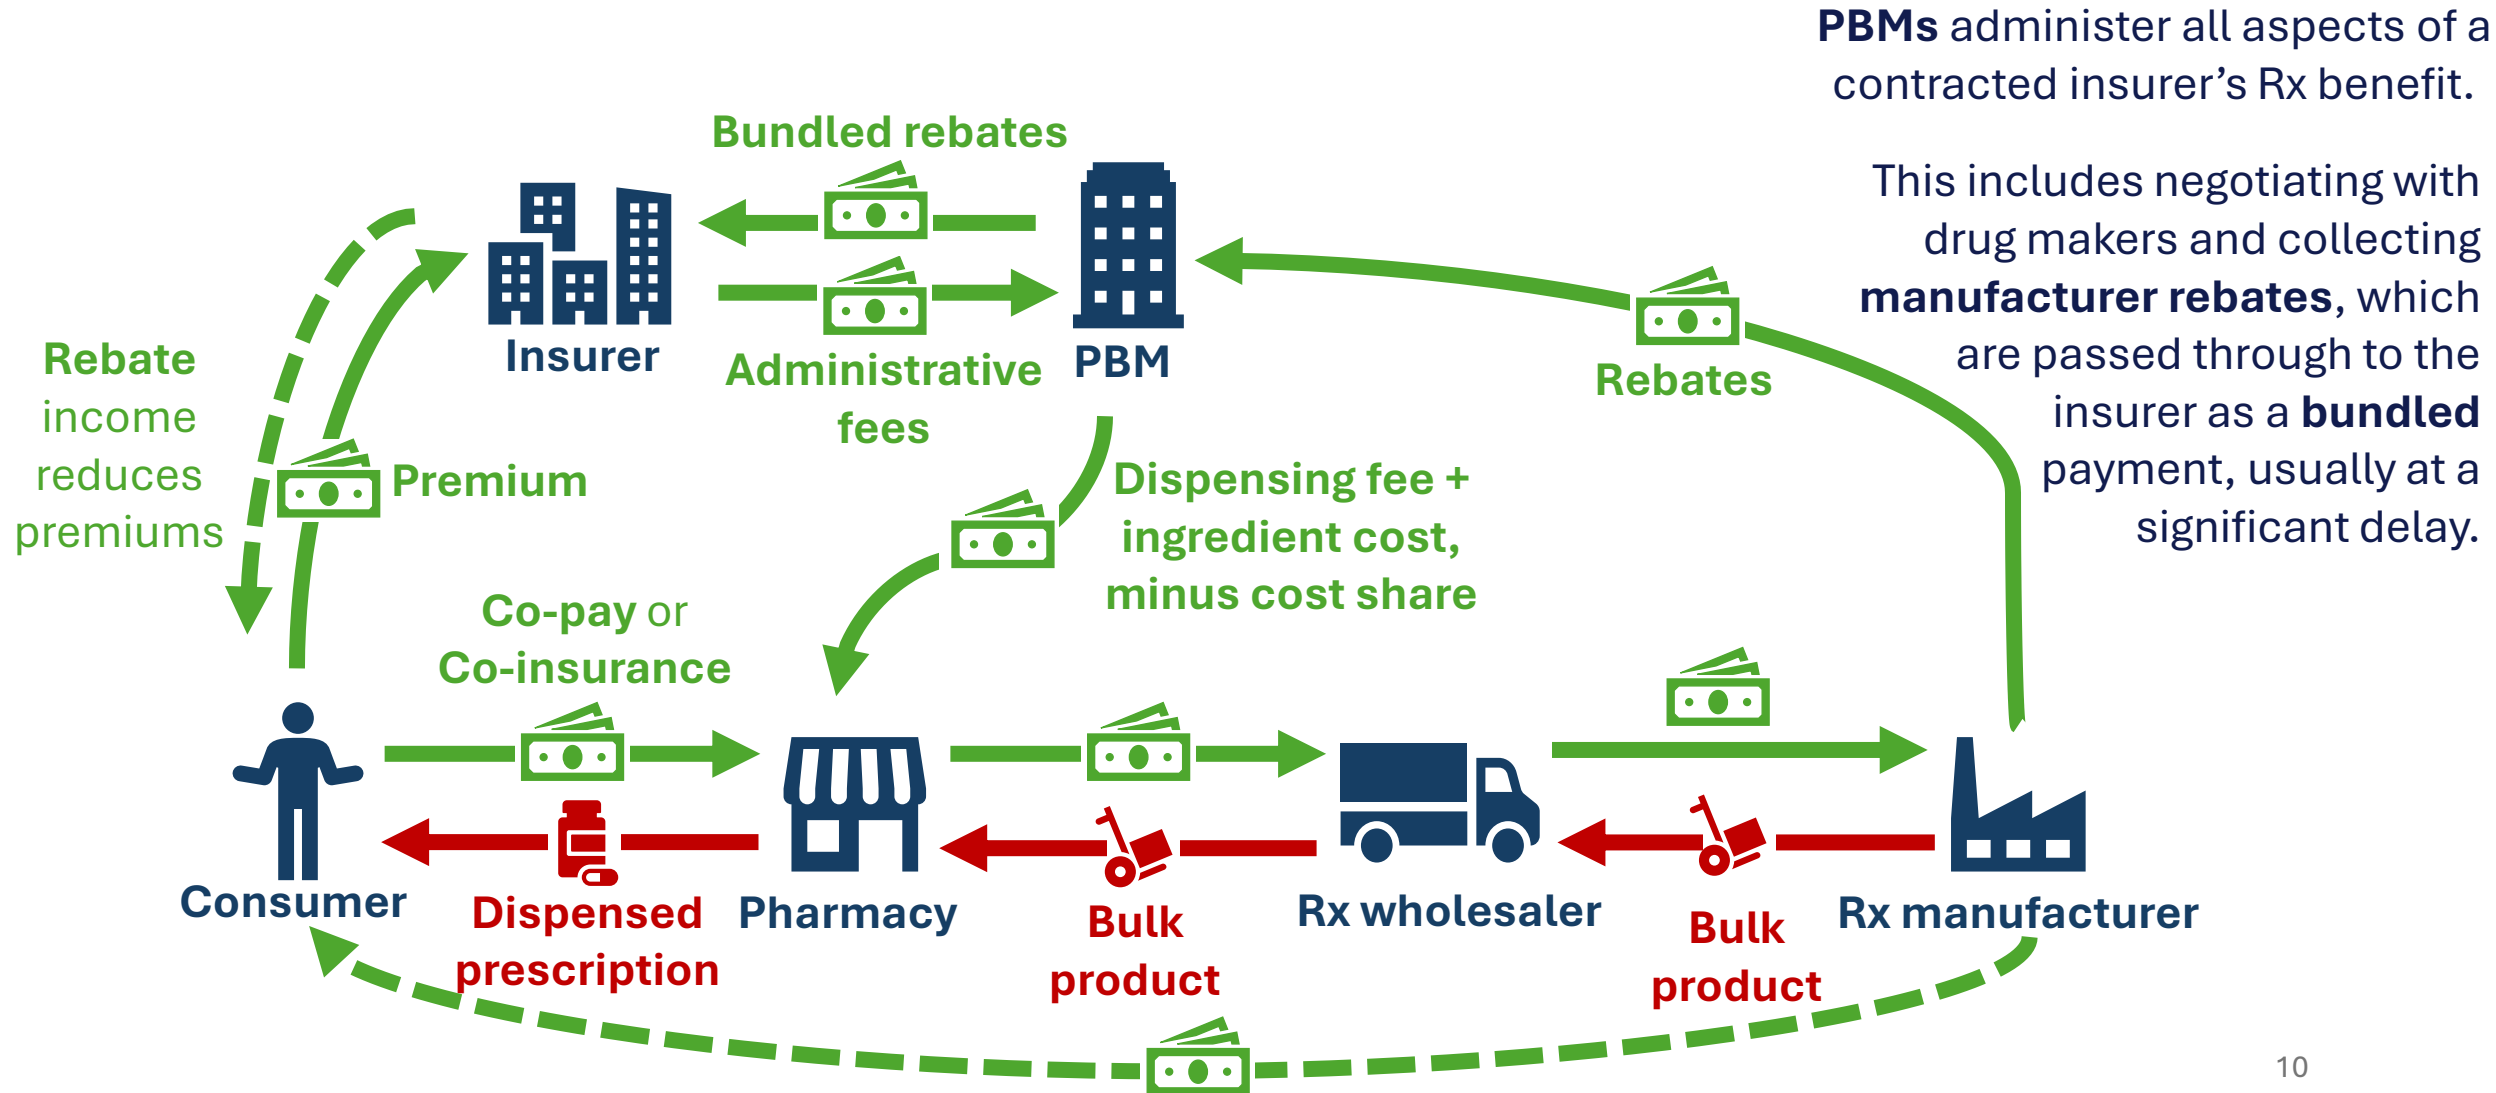 PBMs administer all aspects of a
contracted insurer’s Rx benefit.
This includes negotiating with
drug makers and collecting
manufacturer rebates, which
are passed through to the
insurer as a bundled
payment, usually at a
significant delay.
Bundled rebates
Insurer
Administrative
fees
PBM
Rebates
Rebate
income
reduces
premiums
Premium
Dispensing fee +
ingredient cost,
minus cost share
Co-pay or
Co-insurance
Consumer
Dispensed
prescription
Pharmacy
Bulk
product
Rx wholesaler
Bulk
product
Rx manufacturer
10